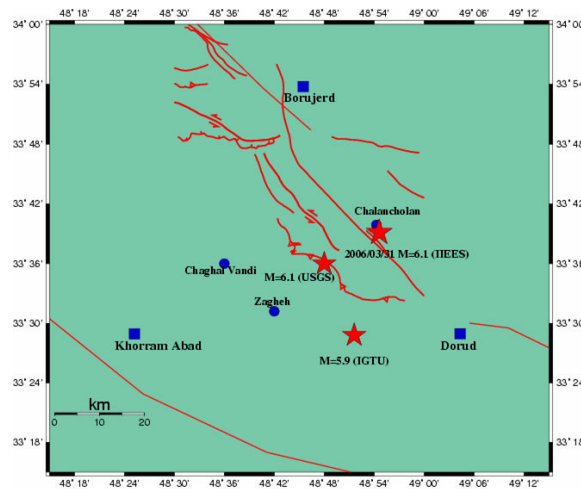 48° 18' 48° 24' 48° 30' 48° 36' 48° 42' 48° 48' 48° 54' 49° 00' 49° 06' 49° 12'
34° 00' 34° 00'
33° 54' 33° 54'
Borujerd
33° 48' 33° 48'
33° 42' 33° 42'
Chalancholan
2006/03/31 M=6.1 (IIEES)
33° 36' 33° 36'
Chaghal Vandi
M=6.1 (USGS)
Zagheh
33° 30' 33° 30'
Khorram Abad
Dorud
M=5.9 (IGTU)
33° 24' 33° 24'
km
0 10 20
33° 18' 33° 18'
48° 18' 48° 24' 48° 30' 48° 36' 48° 42' 48° 48' 48° 54' 49° 00' 49° 06' 49° 12'